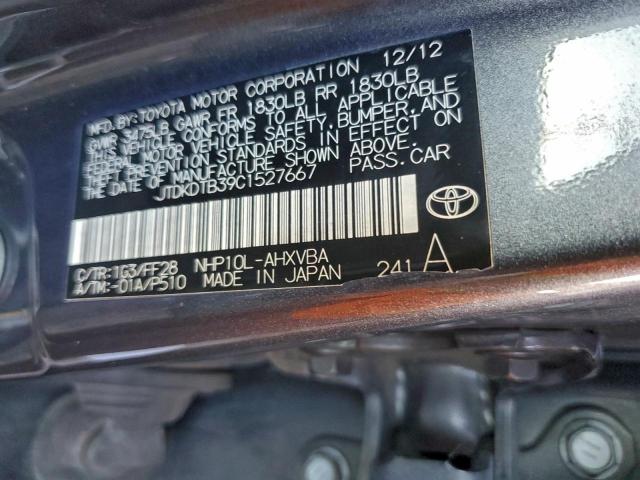 MFD. BY: TOYOTA MOTOR CORPORATION 12/12
GVWR 3475LB GAWR FR 1830LB RR 1830LB
THIS VEHICLE CONFORMS TO ALL APPLICABLE
FEDERAL MOTOR VEHICLE SAFETY, BUMPER, AND
THEFT PREVENTION STANDARDS IN EFFECT ON
THE DATE OF MANUFACTURE SHOWN ABOVE.
JTDKDTB39C1527667 PASS. CAR
C/TR:1G3/FF28 NHP10L-AHXVBA
A/TM:-01A/P510 MADE IN JAPAN 241 A